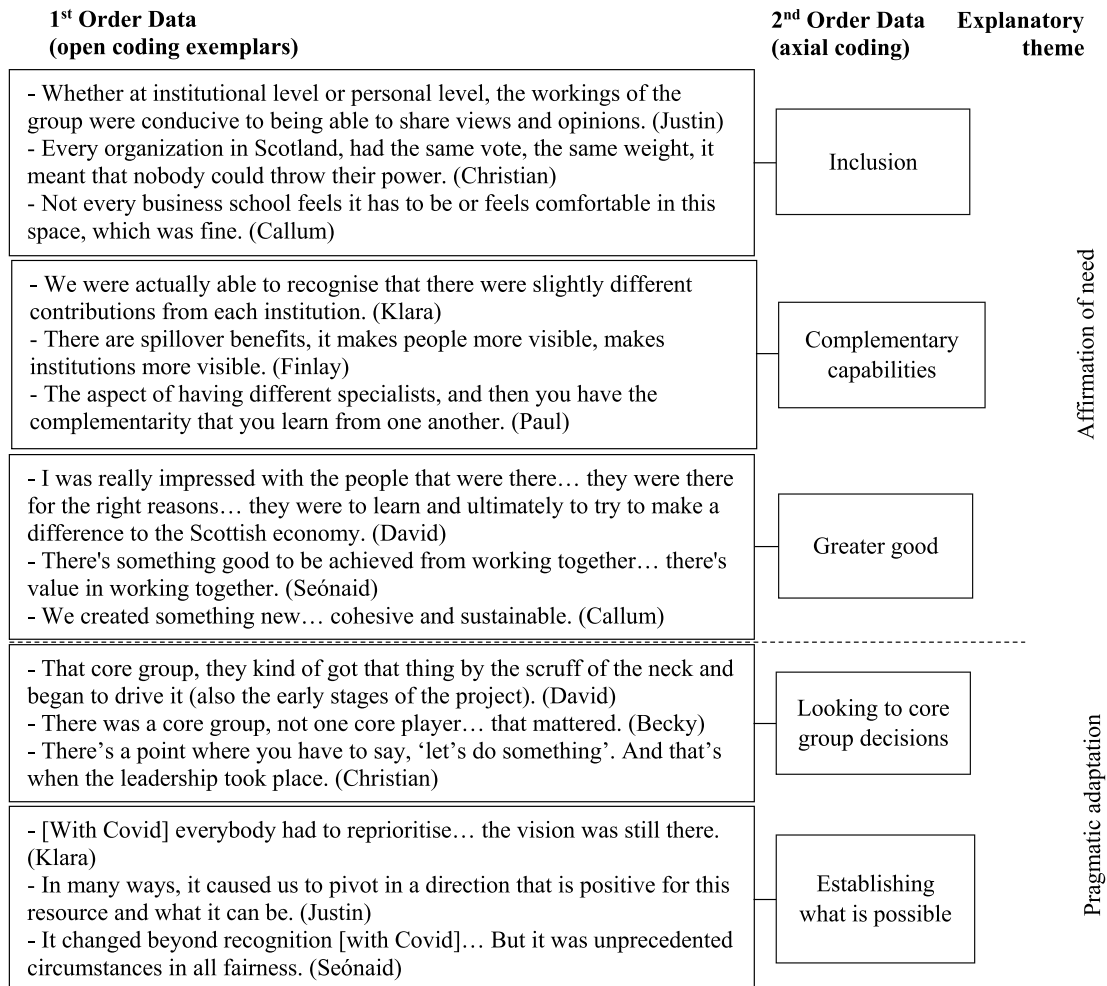 1st Order Data
(open coding exemplars)
2nd Order Data
(axial coding)
Explanatory
theme
- Whether at institutional level or personal level, the workings of the
group were conducive to being able to share views and opinions. (Justin)
- Every organization in Scotland, had the same vote, the same weight, it
meant that nobody could throw their power. (Christian)
- Not every business school feels it has to be or feels comfortable in this
space, which was fine. (Callum)
Inclusion
- We were actually able to recognise that there were slightly different
contributions from each institution. (Klara)
- There are spillover benefits, it makes people more visible, makes
institutions more visible. (Finlay)
- The aspect of having different specialists, and then you have the
complementarity that you learn from one another. (Paul)
Complementary
capabilities
- I was really impressed with the people that were there… they were there
for the right reasons… they were to learn and ultimately to try to make a
difference to the Scottish economy. (David)
- There's something good to be achieved from working together… there's
value in working together. (Seónaid)
- We created something new… cohesive and sustainable. (Callum)
Greater good
Affirmation of need
- That core group, they kind of got that thing by the scruff of the neck and
began to drive it (also the early stages of the project). (David)
- There was a core group, not one core player… that mattered. (Becky)
- There’s a point where you have to say, ‘let’s do something’. And that’s
when the leadership took place. (Christian)
Looking to core
group decisions
- [With Covid] everybody had to reprioritise… the vision was still there.
(Klara)
- In many ways, it caused us to pivot in a direction that is positive for this
resource and what it can be. (Justin)
- It changed beyond recognition [with Covid]… But it was unprecedented
circumstances in all fairness. (Seónaid)
Establishing
what is possible
Pragmatic adaptation